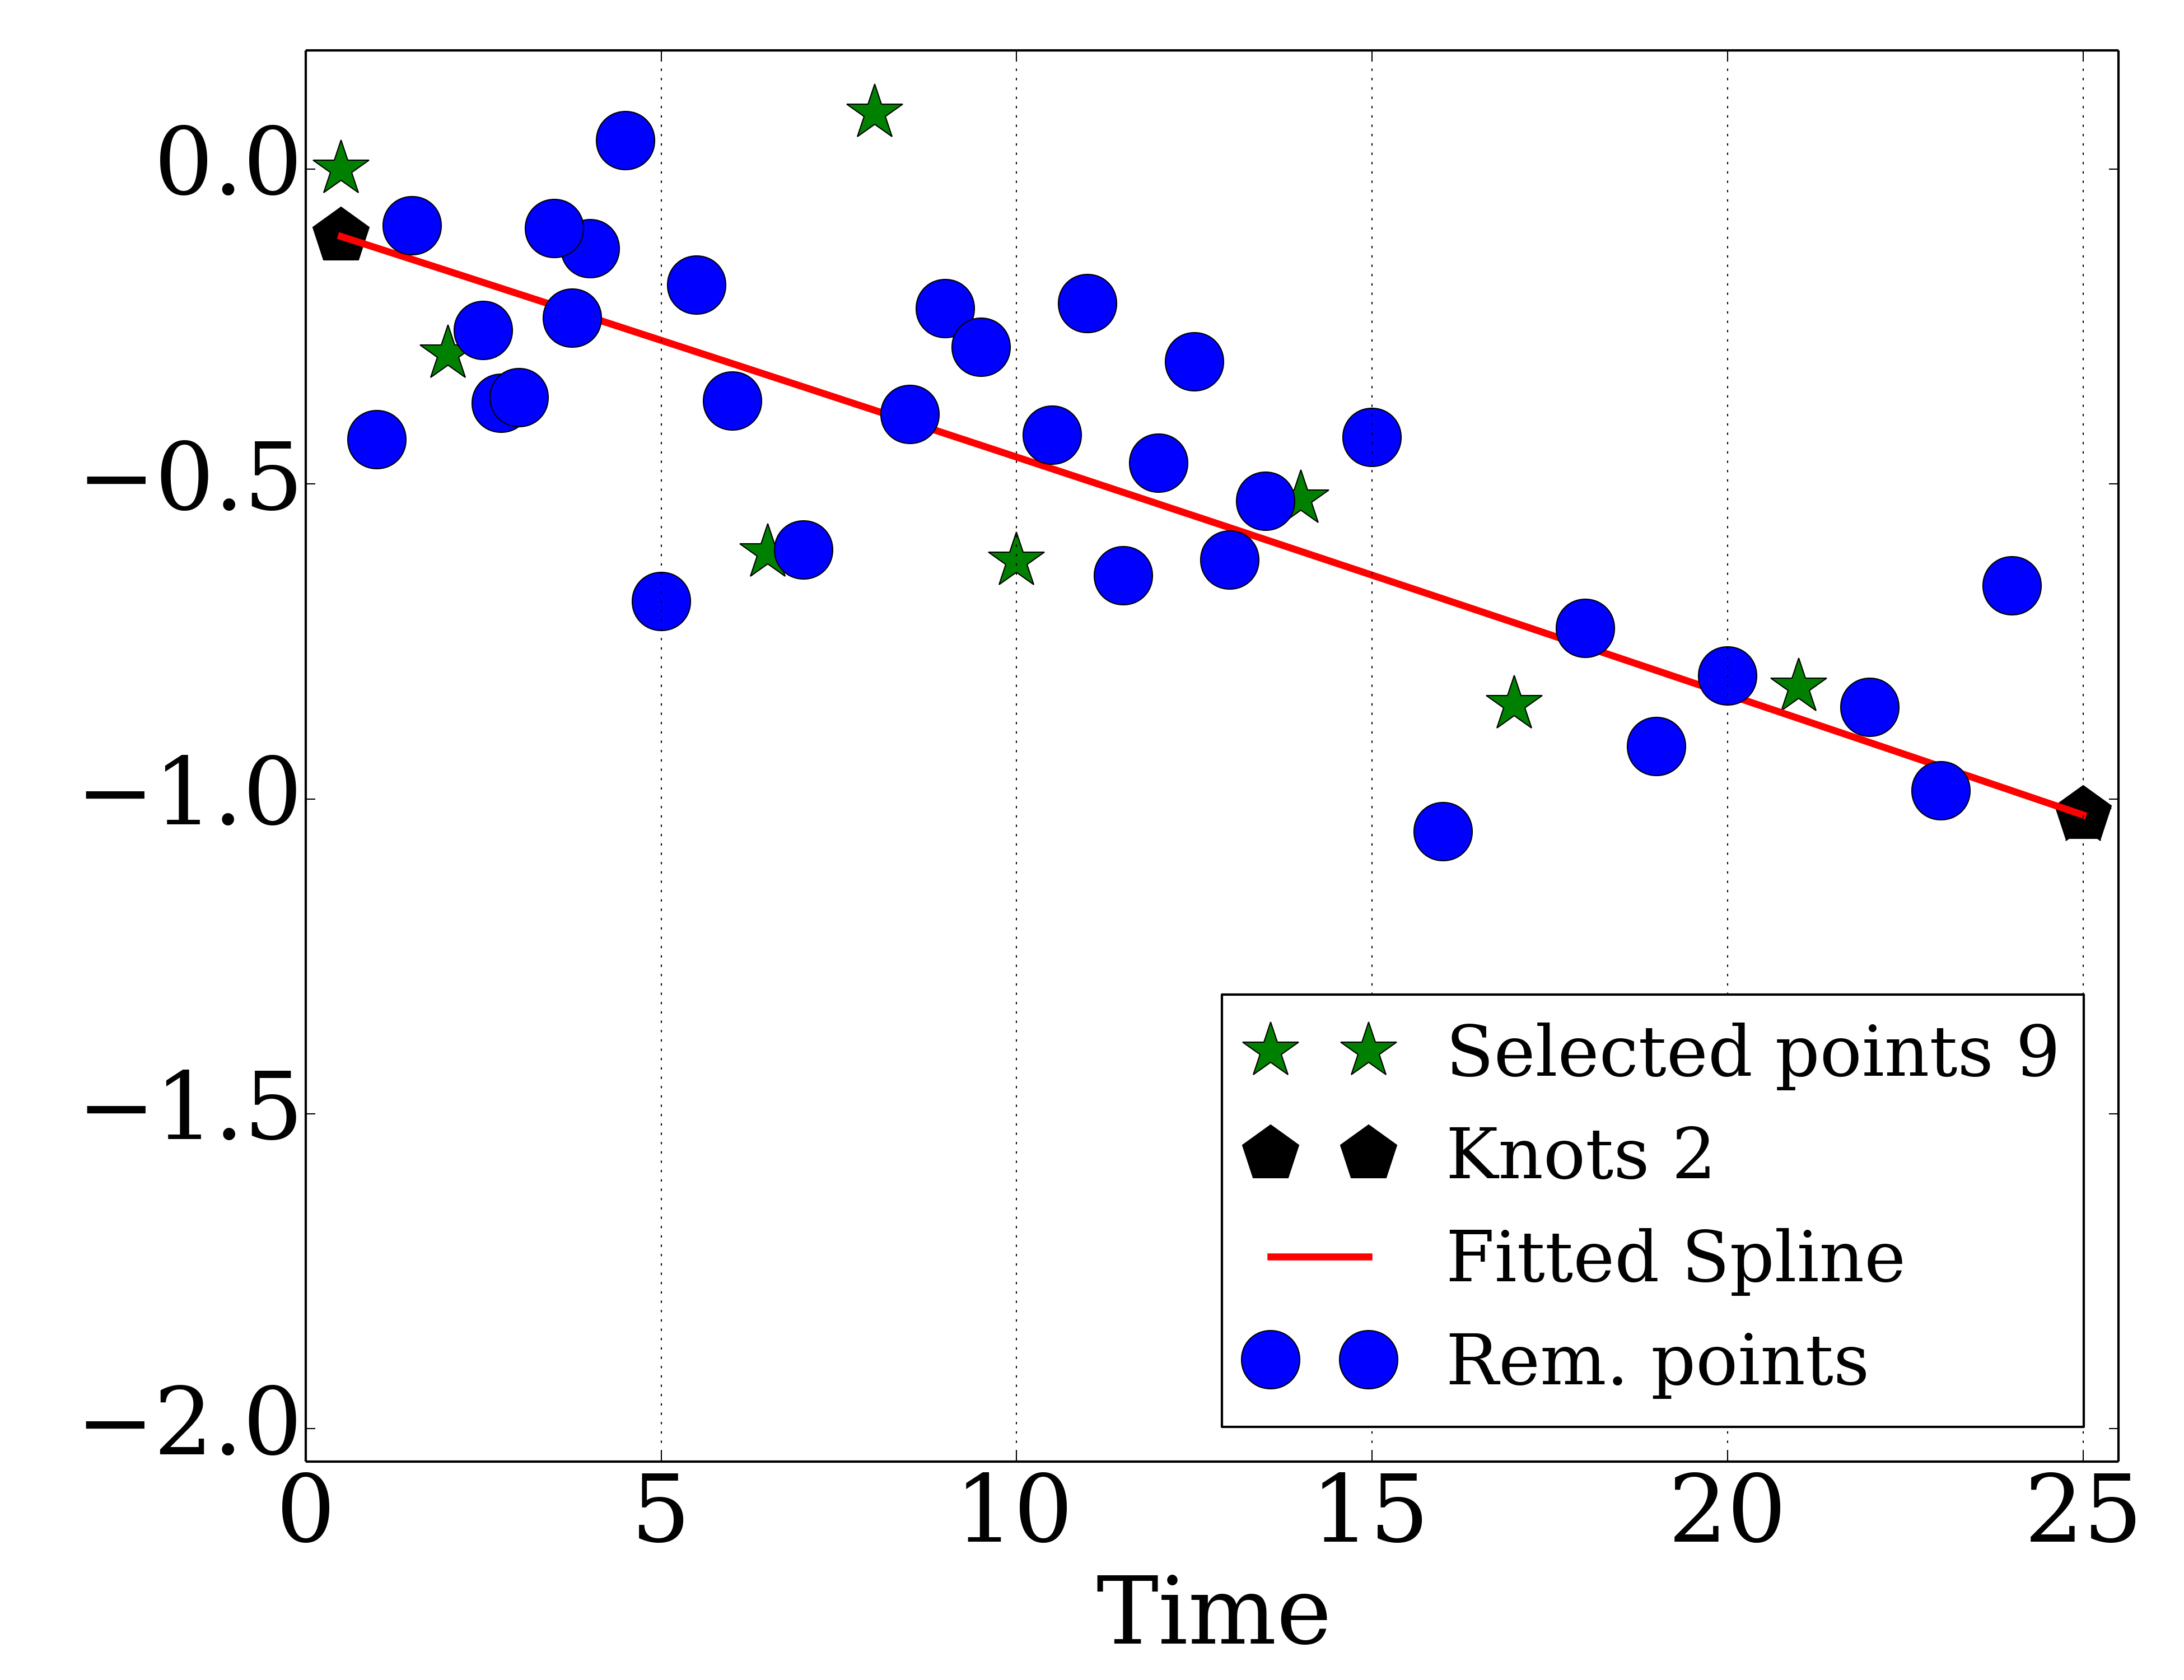 0.0
−0.5
−1.0
−1.5
−2.0
0 5 10 15 20 25
Time
Selected points 9
Knots 2
Fitted Spline
Rem. points